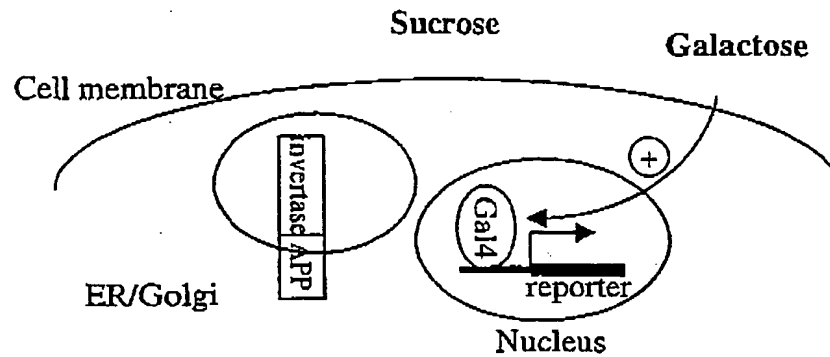 Sucrose
Galactose
Cell membrane
+
invertase
APP
Gal4
reporter
ER/Golgi
Nucleus